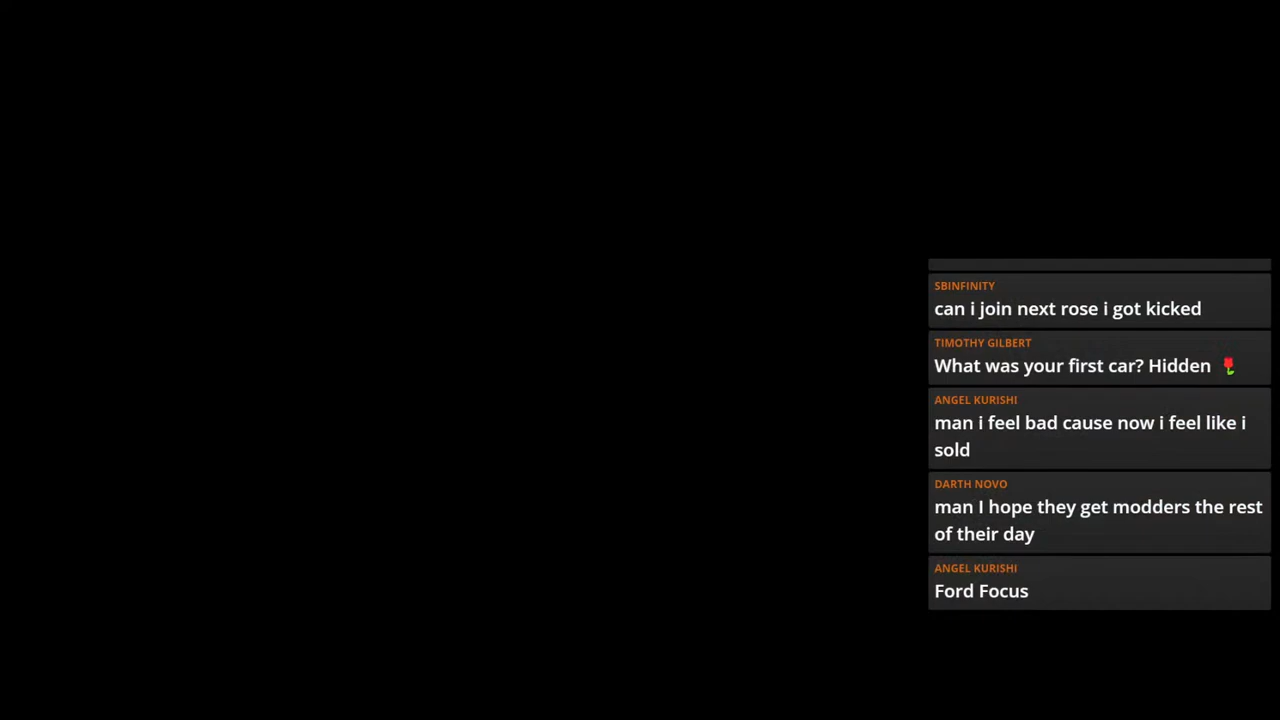 SBINFINITY
can i join next rose i got kicked
TIMOTHY GILBERT
What was your first car? Hidden 🌹
ANGEL KURISHI
man i feel bad cause now i feel like i
sold
DARTH NOVO
man I hope they get modders the rest
of their day
ANGEL KURISHI
Ford Focus